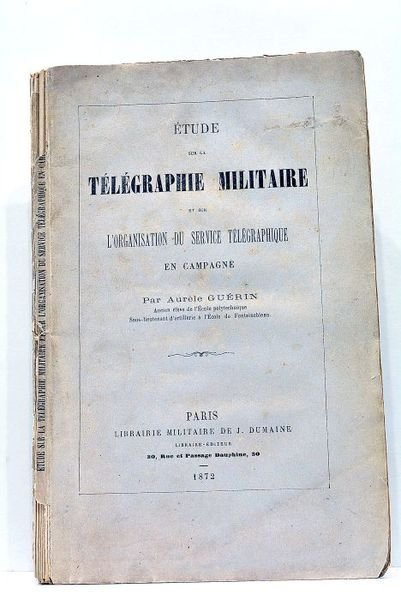 ÉTUDE
SUR LA
TÉLÉGRAPHIE MILITAIRE
ET SUR
L'ORGANISATION DU SERVICE TÉLÉGRAPHIQUE
EN CAMPAGNE
Par Aurèle GUÉRIN
Ancien élève de l'École polytechnique
Sous-lieutenant d'artillerie à l'École de Fontainebleau.
PARIS
LIBRAIRIE MILITAIRE DE J. DUMAINE
LIBRAIRE-ÉDITEUR
30, Rue et Passage Dauphine, 30
1872
ÉTUDE SUR LA TÉLÉGRAPHIE MILITAIRE ET SUR L'ORGANISATION DU SERVICE TÉLÉGRAPHIQUE EN